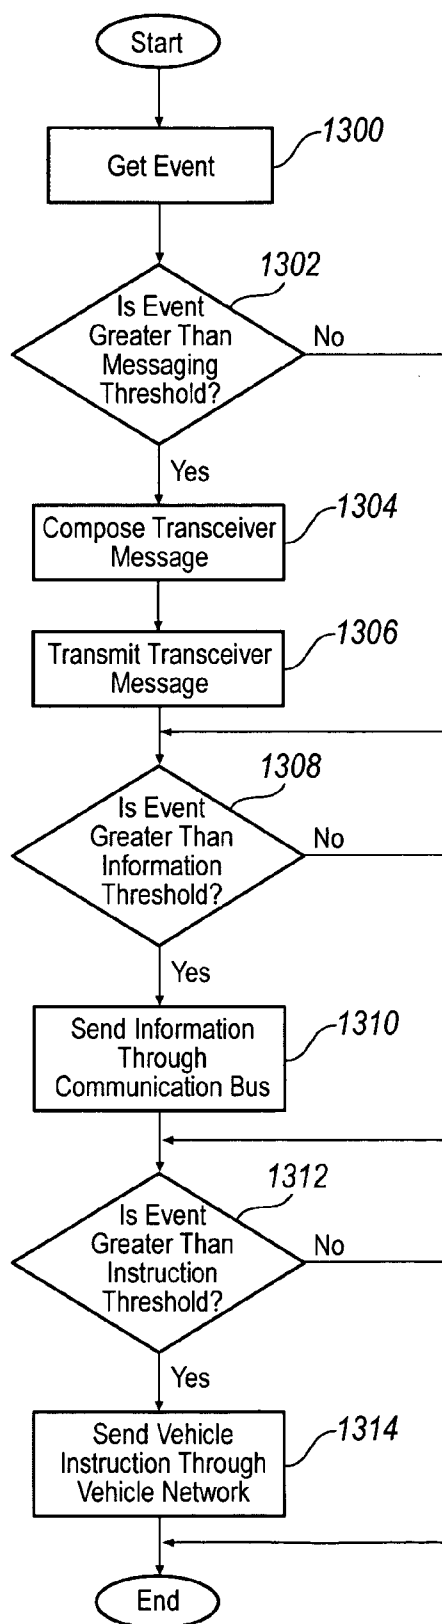 Start
1300
Get Event
1302
Is Event
Greater Than
Messaging
Threshold?
No
Yes
1304
Compose Transceiver
Message
1306
Transmit Transceiver
Message
1308
Is Event
Greater Than
Information
Threshold?
No
Yes
1310
Send Information
Through
Communication Bus
1312
Is Event
Greater Than
Instruction
Threshold?
No
Yes
1314
Send Vehicle
Instruction Through
Vehicle Network
End